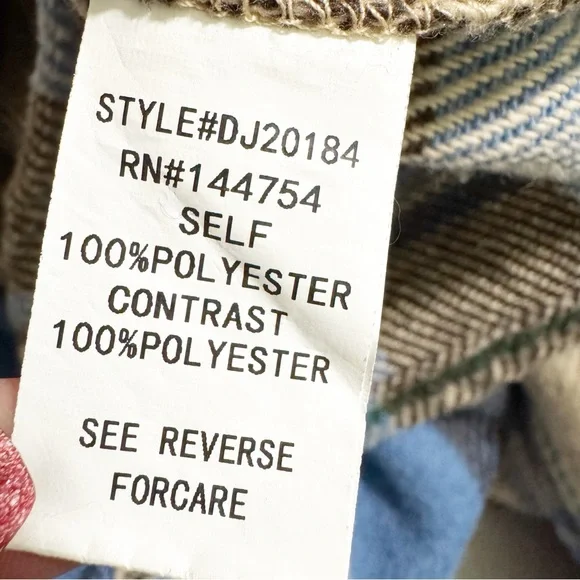 STYLE#DJ20184
RN#144754
SELF
100%POLYESTER
CONTRAST
100%POLYESTER
SEE REVERSE
FORCARE